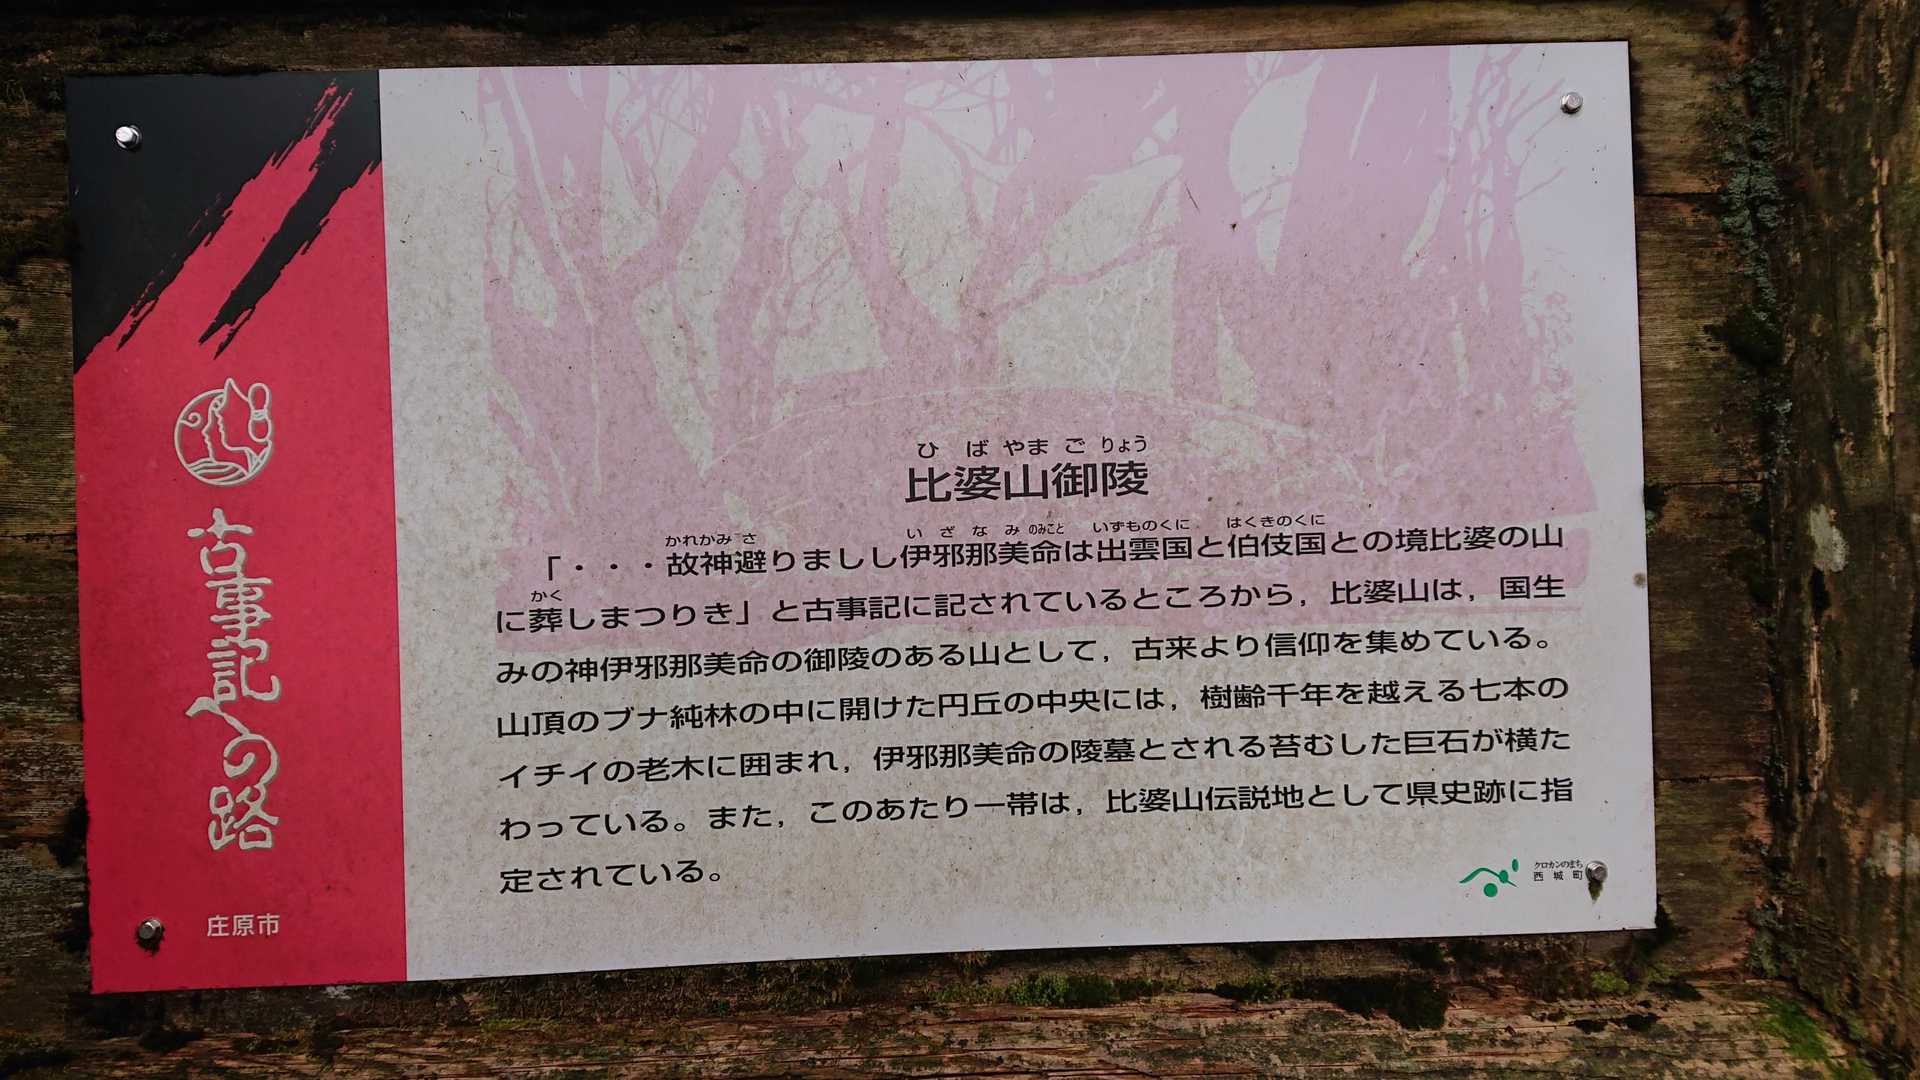 古事記の路
庄原市
ひばやまごりょう
比婆山御陵
かれかみさ いざなみのみこと いずものくに はくきのくに
「・・・故神避りましし伊邪那美命は出雲国と伯伎国との境比婆の山
かく
に葬しまつりき」と古事記に記されているところから，比婆山は，国生
みの神伊邪那美命の御陵のある山として，古来より信仰を集めている。
山頂のブナ純林の中に開けた円丘の中央には，樹齢千年を越える七本の
イチイの老木に囲まれ，伊邪那美命の陵墓とされる苔むした巨石が横た
わっている。また，このあたり一帯は，比婆山伝説地として県史跡に指
定されている。
クロカンのまち
西城町